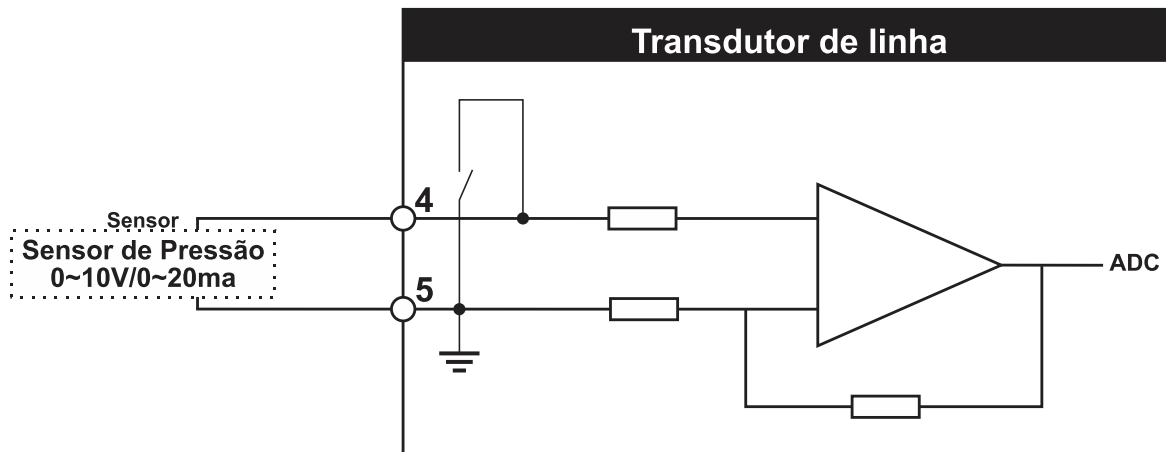 Transdutor de linha
4
Sensor
Sensor de Pressão
0~10V/0~20ma
5
ADC